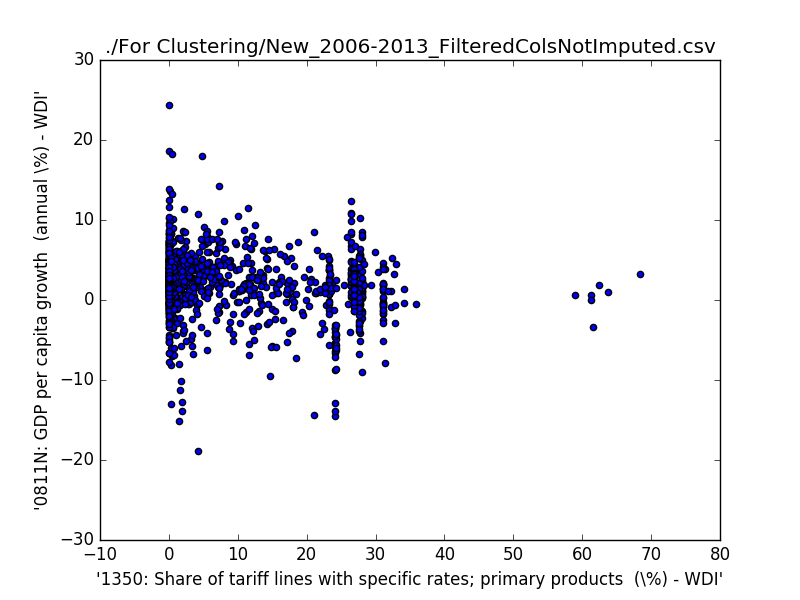 ./For Clustering/New_2006-2013_FilteredColsNotImputed.csv
30
20
10
0
−10
−20
−30
'0811N: GDP per capita growth  (annual \%) - WDI'
−10 0 10 20 30 40 50 60 70 80
'1350: Share of tariff lines with specific rates; primary products  (\%) - WDI'